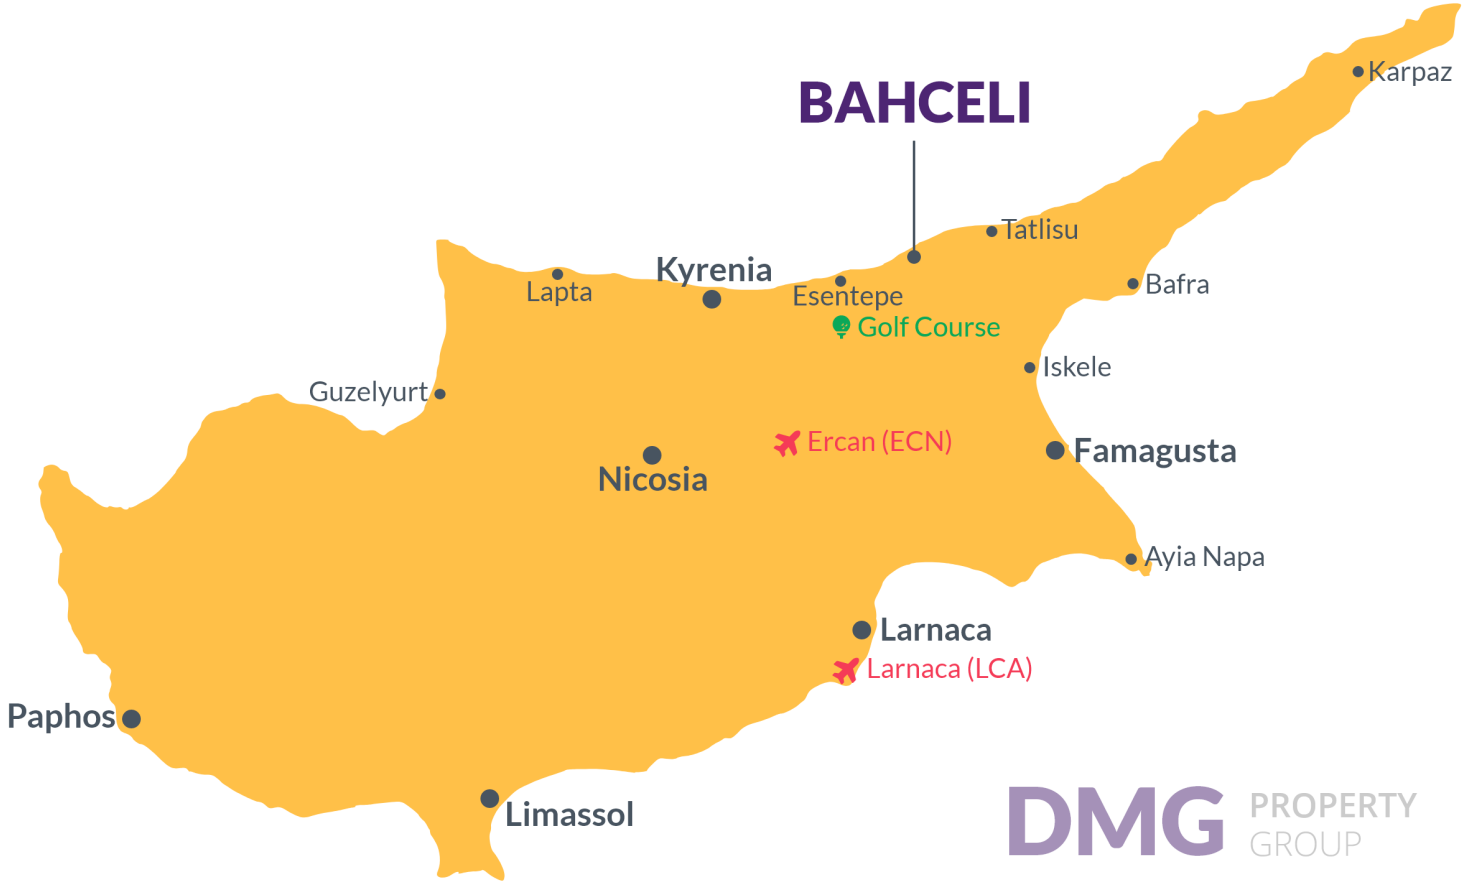 Karpaz
BAHCELI
Tatlisu
Kyrenia
Lapta
Esentepe
Bafra
Golf Course
Iskele
Guzelyurt
Ercan (ECN)
Famagusta
Nicosia
Ayia Napa
Larnaca
Larnaca (LCA)
Paphos
Limassol
DMG PROPERTY
GROUP